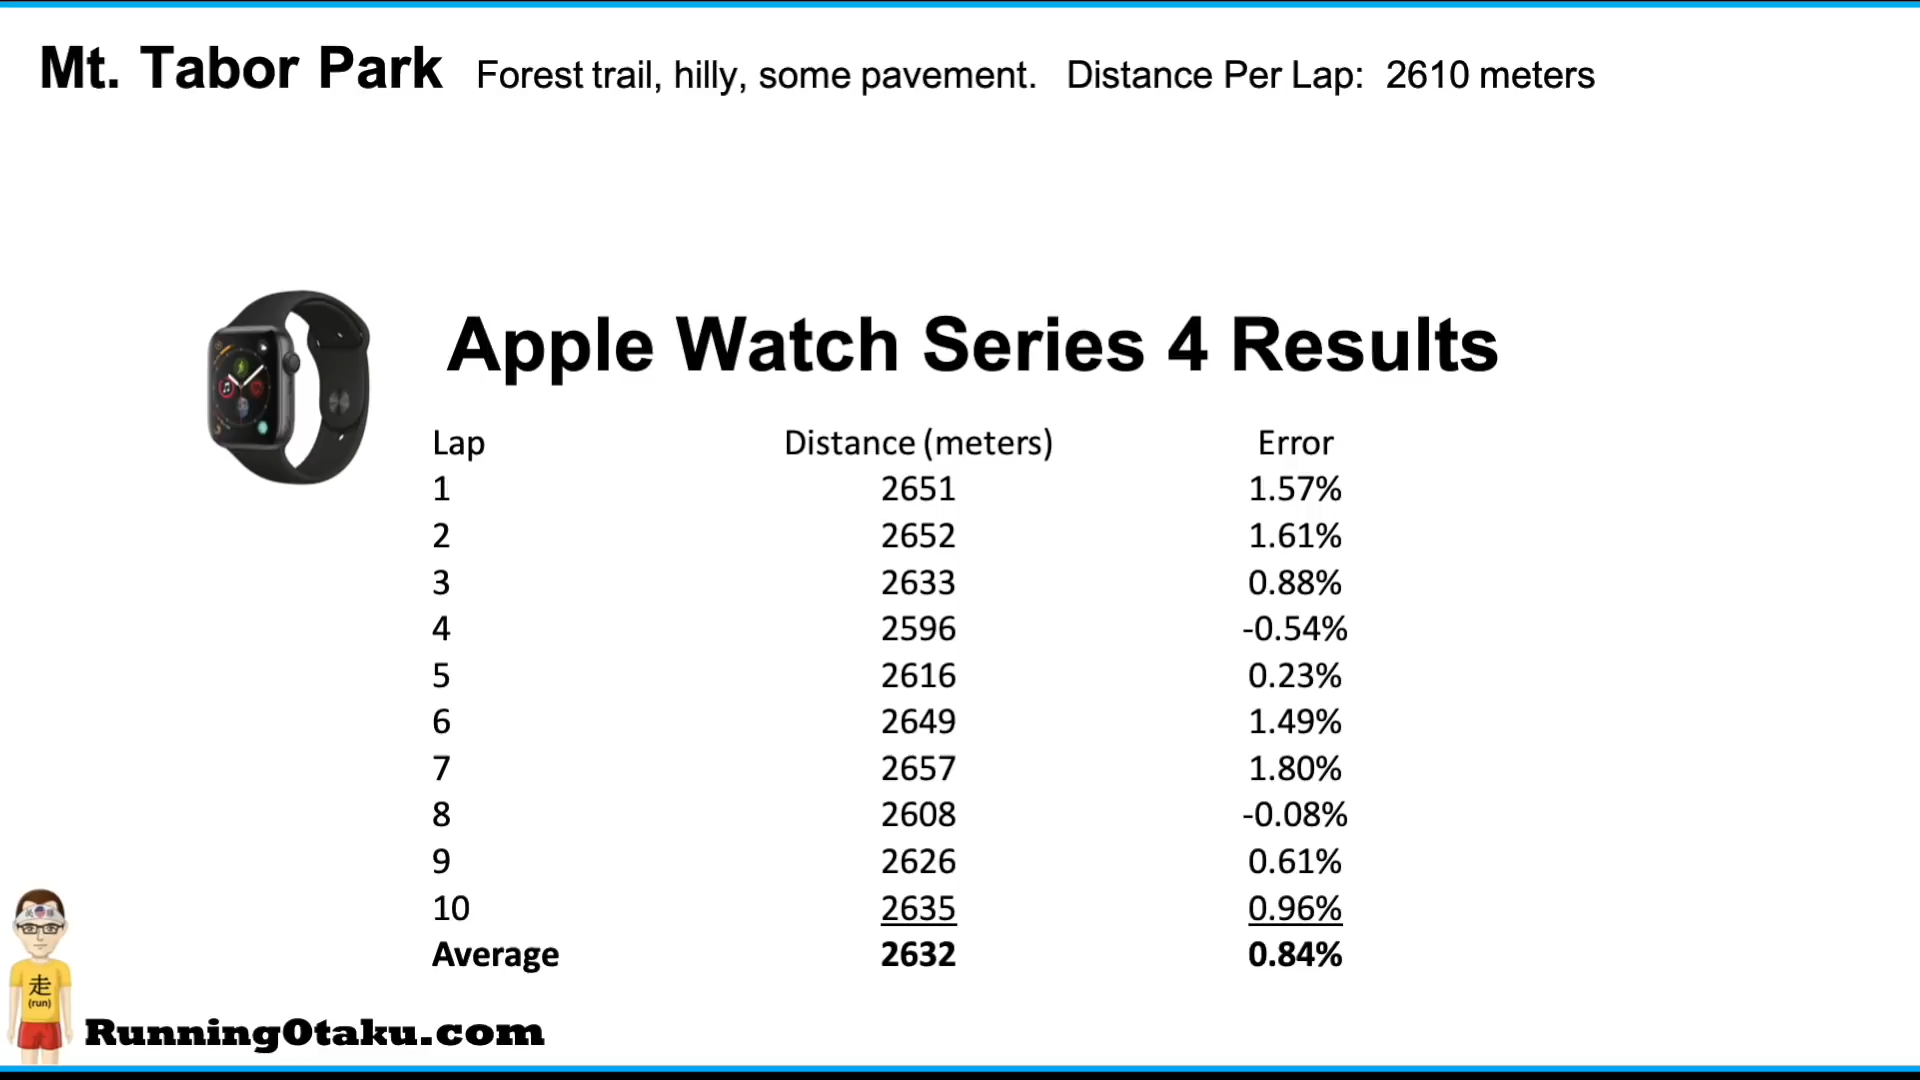 Mt. Tabor Park Forest trail, hilly, some pavement. Distance Per Lap: 2610 meters
Apple Watch Series 4 Results
Lap Distance (meters) Error
1 2651 1.57%
2 2652 1.61%
3 2633 0.88%
4 2596 -0.54%
5 2616 0.23%
6 2649 1.49%
7 2657 1.80%
8 2608 -0.08%
9 2626 0.61%
10 2635 0.96%
Average 2632 0.84%
走
(run)
RunningOtaku.com